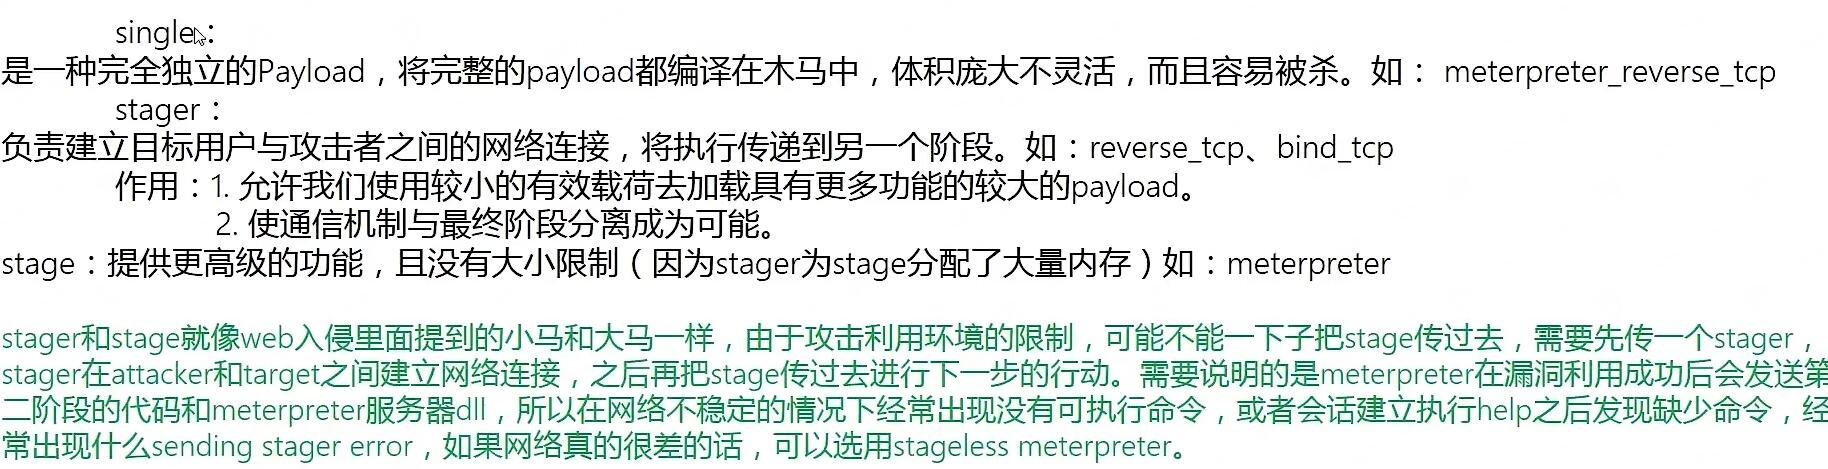 single：
是一种完全独立的Payload，将完整的payload都编译在木马中，体积庞大不灵活，而且容易被杀。如： meterpreter_reverse_tcp
stager：
负责建立目标用户与攻击者之间的网络连接，将执行传递到另一个阶段。如：reverse_tcp、bind_tcp
作用：1. 允许我们使用较小的有效载荷去加载具有更多功能的较大的payload。
2. 使通信机制与最终阶段分离成为可能。
stage：提供更高级的功能，且没有大小限制（因为stager为stage分配了大量内存）如：meterpreter
stager和stage就像web入侵里面提到的小马和大马一样，由于攻击利用环境的限制，可能不能一下子把stage传过去，需要先传一个stager，
stager在attacker和target之间建立网络连接，之后再把stage传过去进行下一步的行动。需要说明的是meterpreter在漏洞利用成功后会发送第
二阶段的代码和meterpreter服务器dll，所以在网络不稳定的情况下经常出现没有可执行命令，或者会话建立执行help之后发现缺少命令，经
常出现什么sending stager error，如果网络真的很差的话，可以选用stageless meterpreter。